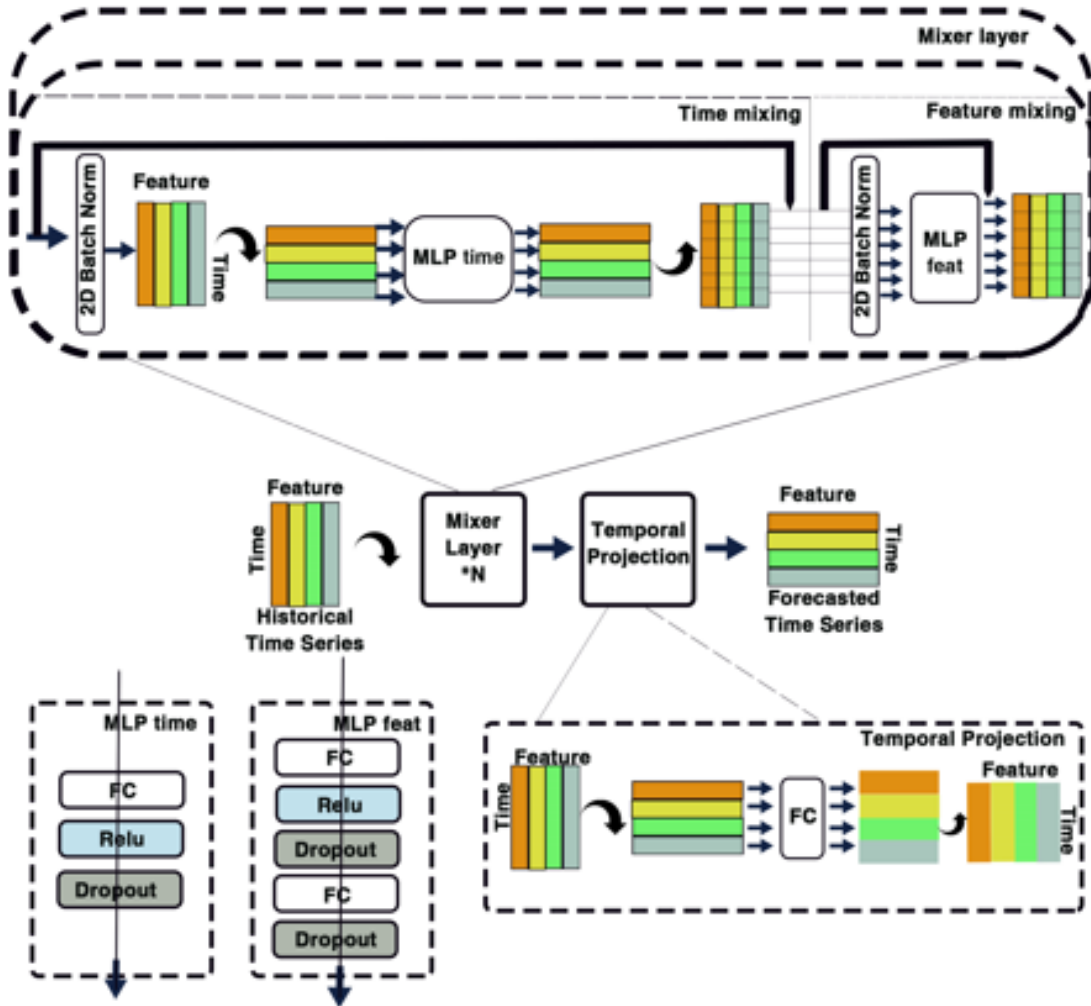 Mixer layer
Time mixing
Feature mixing
2D Batch Norm
Feature
Time
MLP time
2D Batch Norm
MLP
feat
Feature
Time
Historical
Time Series
Mixer
Layer
*N
Temporal
Projection
Feature
Time
Forecasted
Time Series
MLP time
FC
Relu
Dropout
MLP feat
FC
Relu
Dropout
FC
Dropout
Temporal Projection
Feature
Time
FC
Feature
Time